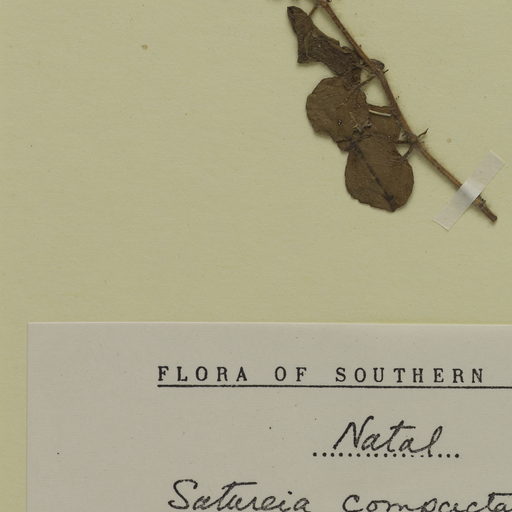 FLORA OF SOUTHERN
Natal
Satureia compacta